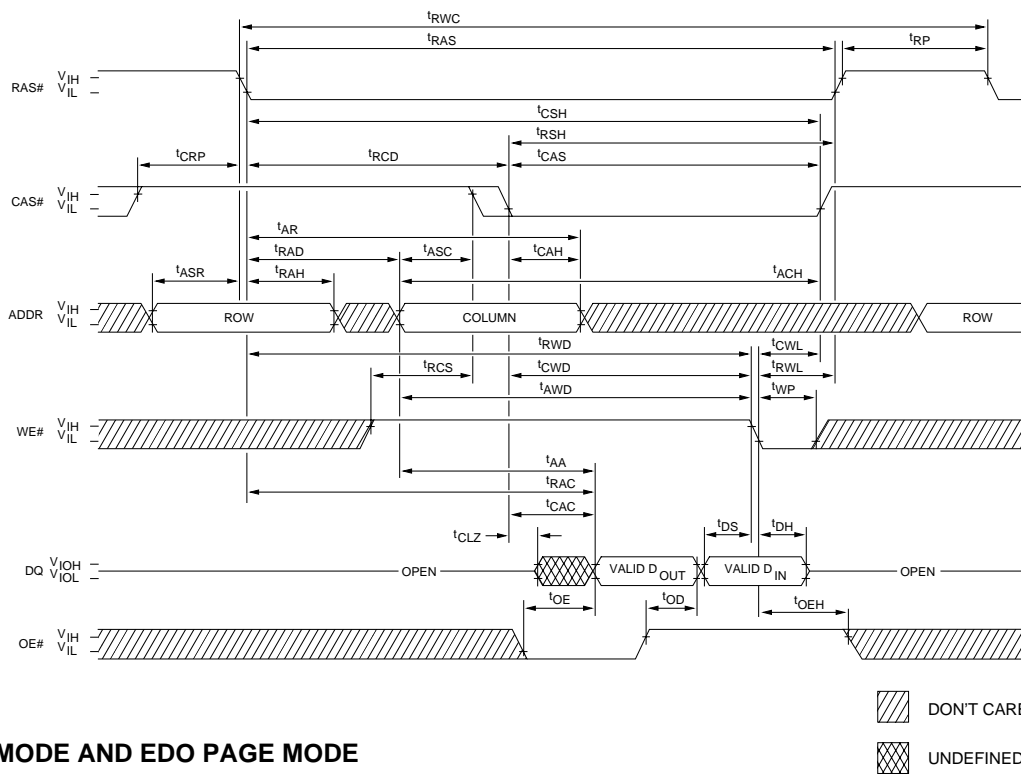 tRWC
tRAS
tRP
RAS# VIH
VIL
tCSH
tRSH
tCRP
tRCD
tCAS
CAS# VIH
VIL
tAR
tRAD
tASC
tCAH
tASR
tRAH
tACH
ADDR VIH
VIL
ROW
COLUMN
ROW
tRWD
tCWL
tRCS
tCWD
tRWL
tAWD
tWP
WE# VIH
VIL
tAA
tRAC
tCAC
tCLZ
tDS
tDH
DQ VIOH
VIOL
OPEN
VALID DOUT
VALID DIN
OPEN
tOE
tOD
tOEH
OE# VIH
VIL
DON'T CARE
MODE AND EDO PAGE MODE
UNDEFINED